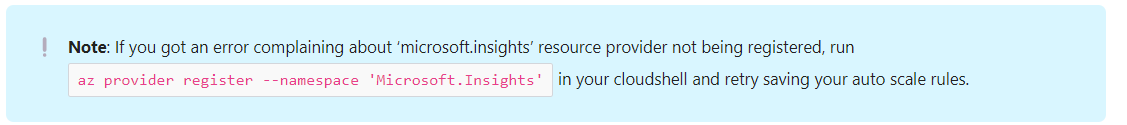 Note: If you got an error complaining about ‘microsoft.insights’ resource provider not being registered, run
az provider register --namespace 'Microsoft.Insights' in your cloudshell and retry saving your auto scale rules.